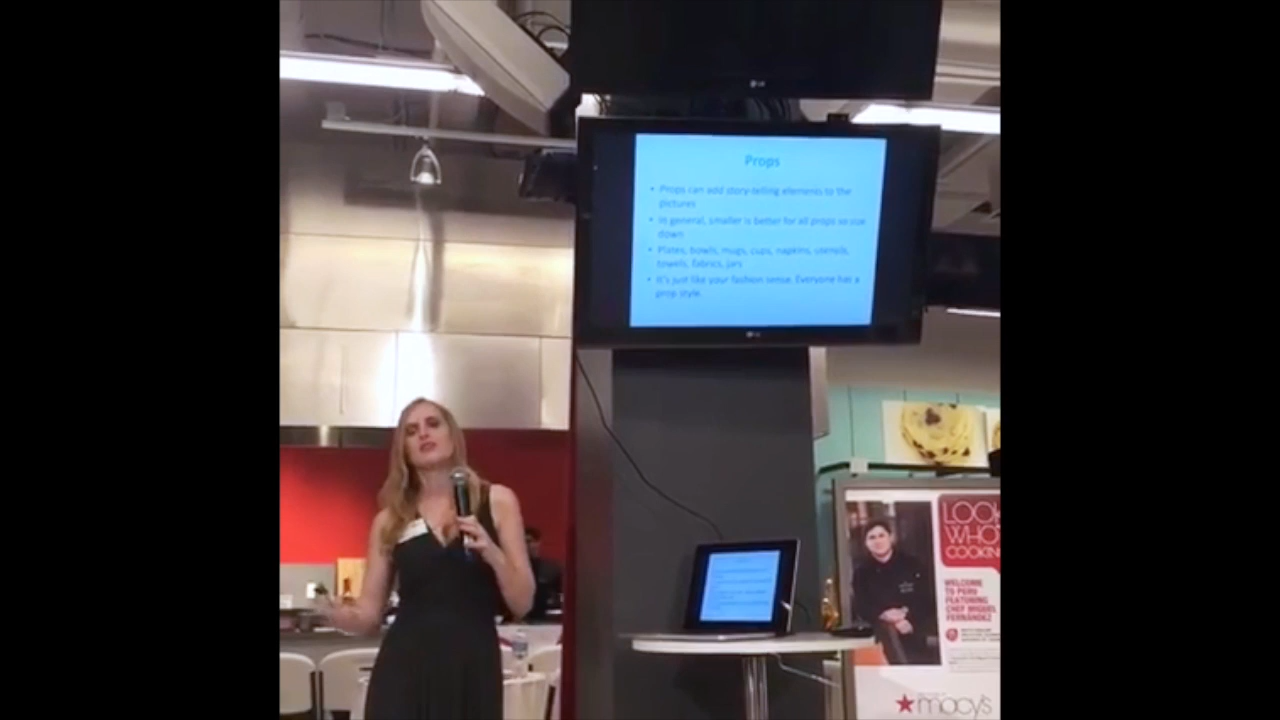 LG
Props
• Props can add story-telling elements to the
pictures
• In general, smaller is better for all props so size
down
• Plates, bowls, mugs, cups, napkins, utensils,
towels, fabrics, jars
• It's just like your fashion sense. Everyone has a
prop style.
LG
LOOK
WHO'
COOKIN
WELCOME
TO PERU
FEATURING
CHEF MIGUEL
FERNÁNDEZ
macy's